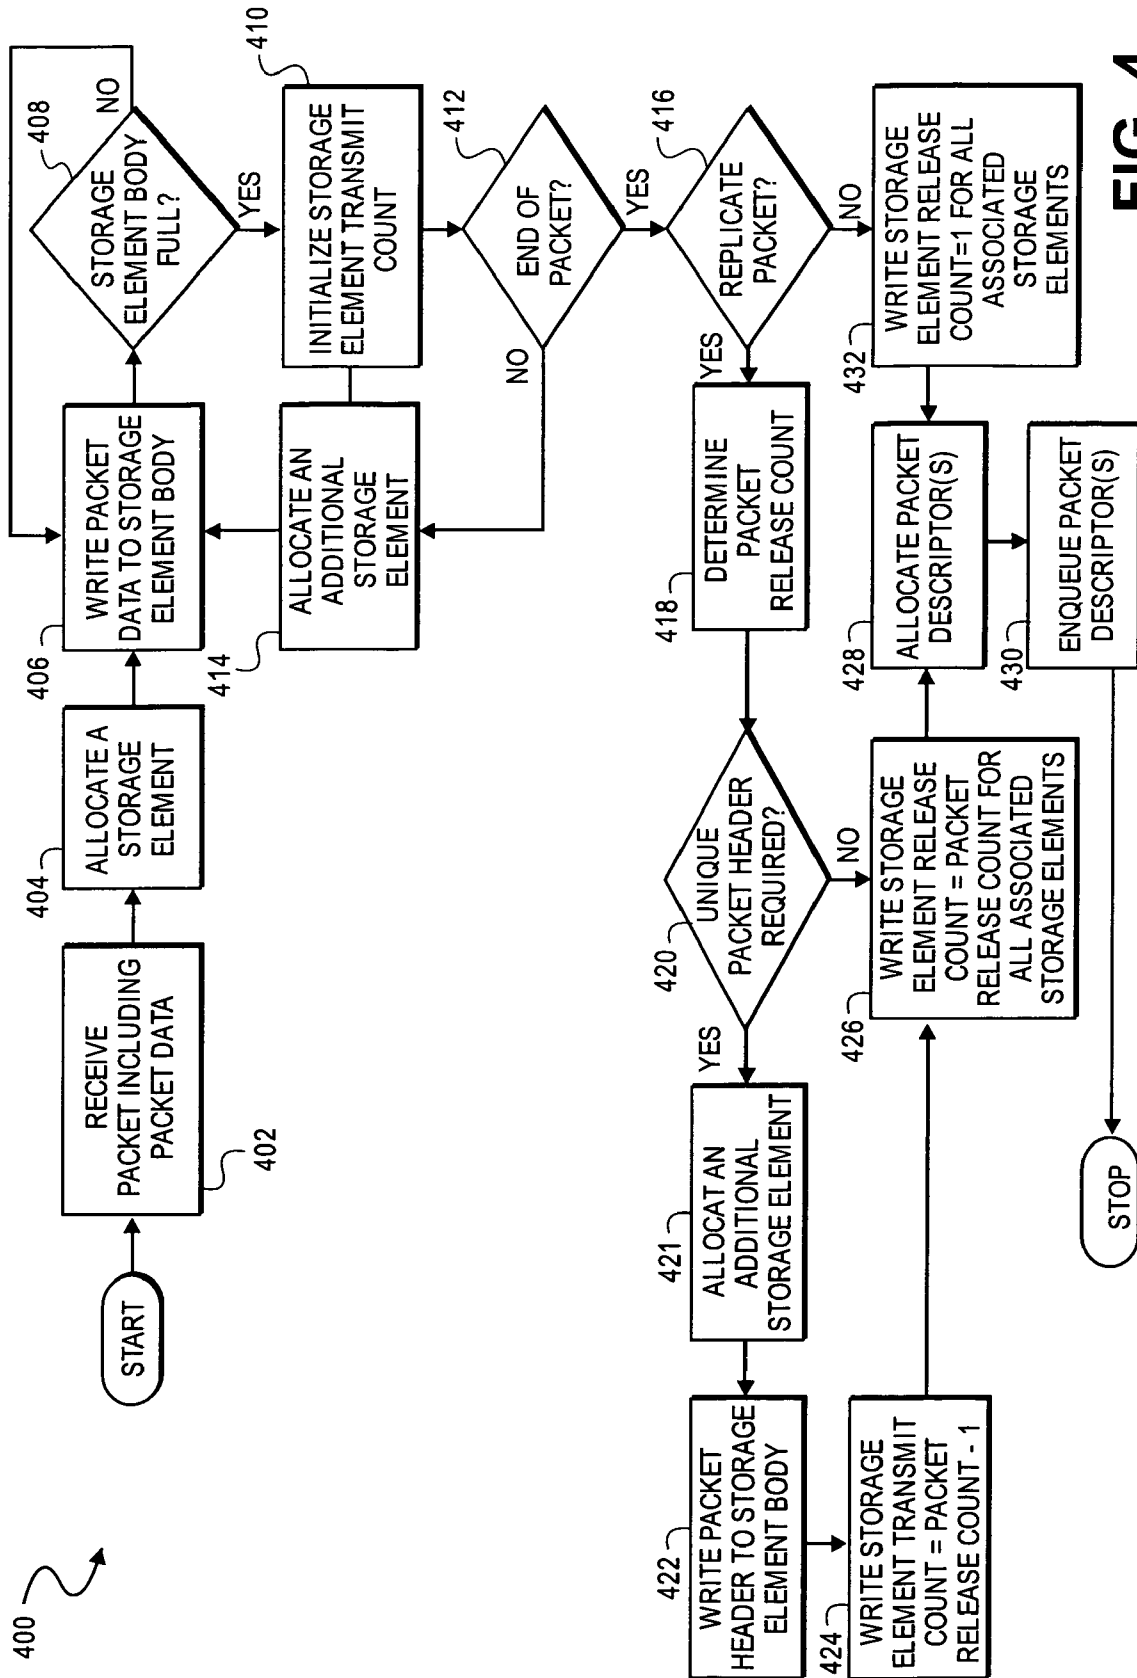 400
START
RECEIVE
PACKET INCLUDING
PACKET DATA
402
404
ALLOCATE A
STORAGE
ELEMENT
406
WRITE PACKET
DATA TO STORAGE
ELEMENT BODY
408
STORAGE
ELEMENT BODY
FULL?
NO
YES
410
INITIALIZE STORAGE
ELEMENT TRANSMIT
COUNT
412
END OF
PACKET?
NO
YES
414
ALLOCATE AN
ADDITIONAL
STORAGE
ELEMENT
416
REPLICATE
PACKET?
YES
NO
418
DETERMINE
PACKET
RELEASE COUNT
420
UNIQUE
PACKET HEADER
REQUIRED?
YES
NO
421
ALLOCAT AN
ADDITIONAL
STORAGE ELEMENT
422
WRITE PACKET
HEADER TO STORAGE
ELEMENT BODY
424
WRITE STORAGE
ELEMENT TRANSMIT
COUNT = PACKET
RELEASE COUNT - 1
426
WRITE STORAGE
ELEMENT RELEASE
COUNT = PACKET
RELEASE COUNT FOR
ALL ASSOCIATED
STORAGE ELEMENTS
428
ALLOCATE PACKET
DESCRIPTOR(S)
430
ENQUEUE PACKET
DESCRIPTOR(S)
432
WRITE STORAGE
ELEMENT RELEASE
COUNT=1 FOR ALL
ASSOCIATED
STORAGE
ELEMENTS
STOP
FIG. 4